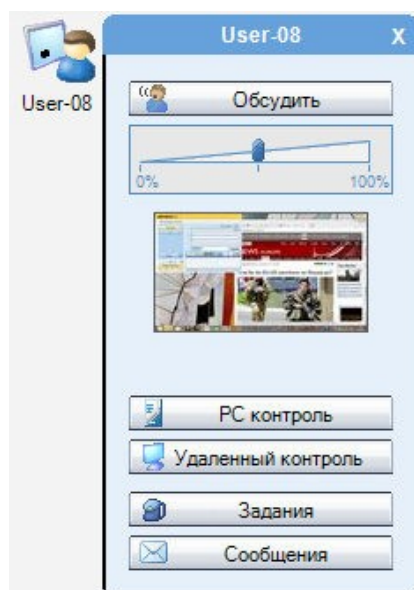 User-08
X
User-08
Обсудить
0%
100%
PC контроль
Удаленный контроль
Задания
Сообщения